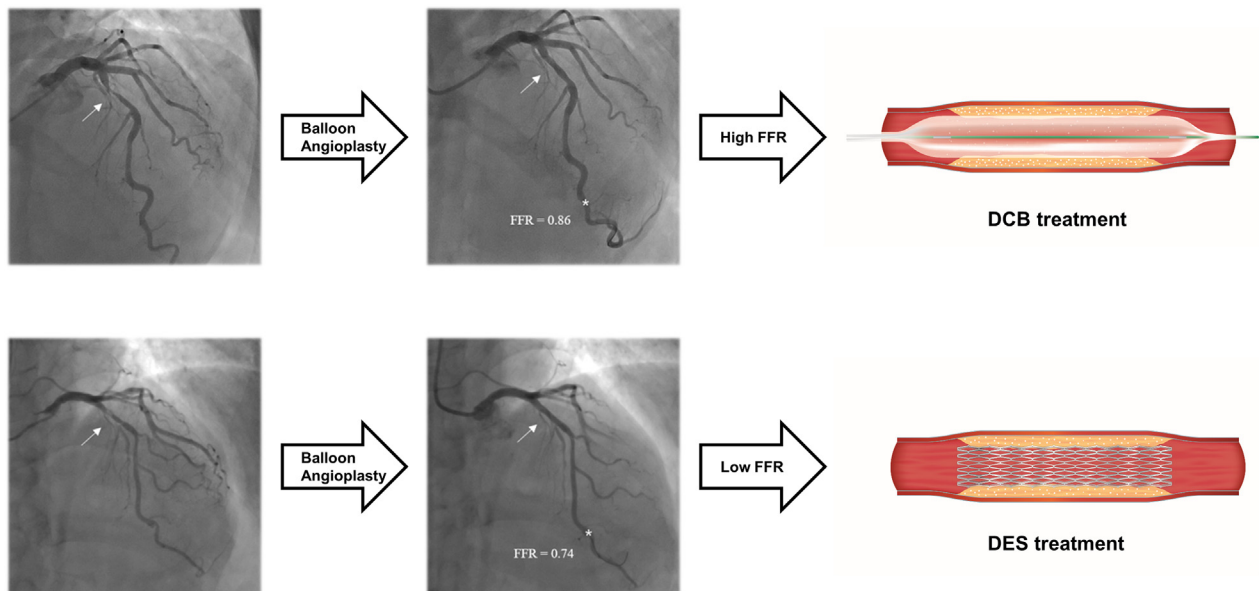 Balloon
Angioplasty
FFR = 0.86
*
High FFR
DCB treatment
Balloon
Angioplasty
FFR = 0.74
*
Low FFR
DES treatment